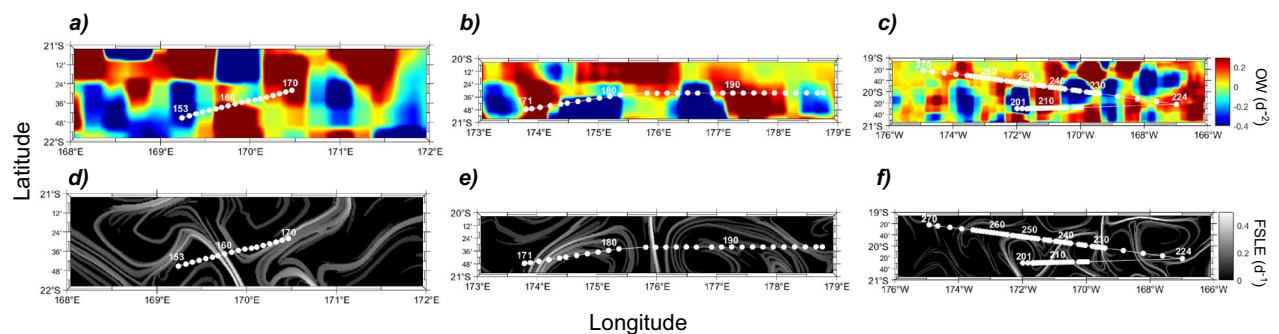 a)
21°S
12'
24'
36'
48'
22°S
168°E
169°E
170°E
171°E
172°E
153
160
170
b)
20°S
12'
24'
36'
48'
21°S
173°E
174°E
175°E
176°E
177°E
178°E
179°E
171
180
190
c)
19°S
20'
40'
20°S
20'
40'
21°S
176°W
174°W
172°W
170°W
168°W
166°W
270
260
250
240
230
224
201
210
0.2
0
-0.2
-0.4
OW (d⁻²)
Latitude
d)
21°S
12'
24'
36'
48'
22°S
168°E
169°E
170°E
171°E
172°E
153
160
170
e)
20°S
12'
24'
36'
48'
21°S
173°E
174°E
175°E
176°E
177°E
178°E
179°E
171
180
190
f)
19°S
20'
40'
20°S
20'
40'
21°S
176°W
174°W
172°W
170°W
168°W
166°W
270
260
250
240
230
224
201
210
0.4
0.2
0
FSLE (d⁻¹)
Longitude